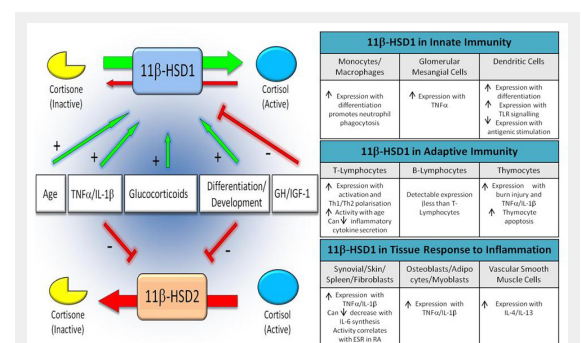 11β-HSD1
Cortisone
(Inactive)
Cortisol
(Active)
+
+
+
+
-
Age
TNFα/IL-1β
Glucocorticoids
Differentiation/
Development
GH/IGF-1
-
-
11β-HSD2
Cortisone
(Inactive)
Cortisol
(Active)
11β-HSD1 in Innate Immunity
Monocytes/
Macrophages
↑ Expression with
differentiation
promotes neutrophil
phagocytosis
Glomerular
Mesangial Cells
↑ Expression with
TNFα
Dendritic Cells
↑ Expression with
differentiation
↑ Expression with
TLR signalling
↓ Expression with
antigenic stimulation
11β-HSD1 in Adaptive Immunity
T-Lymphocytes
↑ Expression with
activation and
Th1/Th2 polarisation
↑ Activity with age
Can ↓ inflammatory
cytokine secretion
B-Lymphocytes
Detectable expression
(less than T-
Lymphocytes
Thymocytes
↑ Expression with
burn injury and
TNFα/IL-1β
↑ Thymocyte
apoptosis
11β-HSD1 in Tissue Response to Inflammation
Synovial/Skin/
Spleen/Fibroblasts
↑ Expression with
TNFα/IL-1β
Can ↓ decrease with
IL-6 synthesis
Activity correlates
with ESR in RA
Osteoblasts/Adipo
cytes/Myoblasts
↑ Expression with
TNFα/IL-1β
Vascular Smooth
Muscle Cells
↑ Expression with
IL-4/IL-13